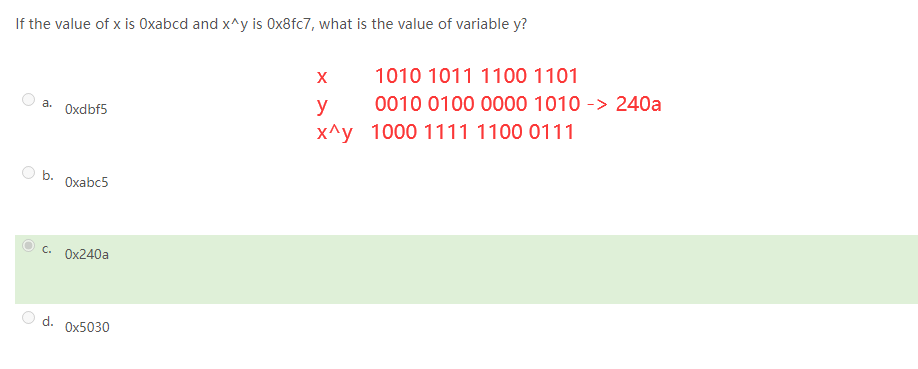 If the value of x is 0xabcd and x^y is 0x8fc7, what is the value of variable y?
x 1010 1011 1100 1101
y 0010 0100 0000 1010 -> 240a
x^y 1000 1111 1100 0111
a. 0xdbf5
b. 0xabc5
c. 0x240a
d. 0x5030